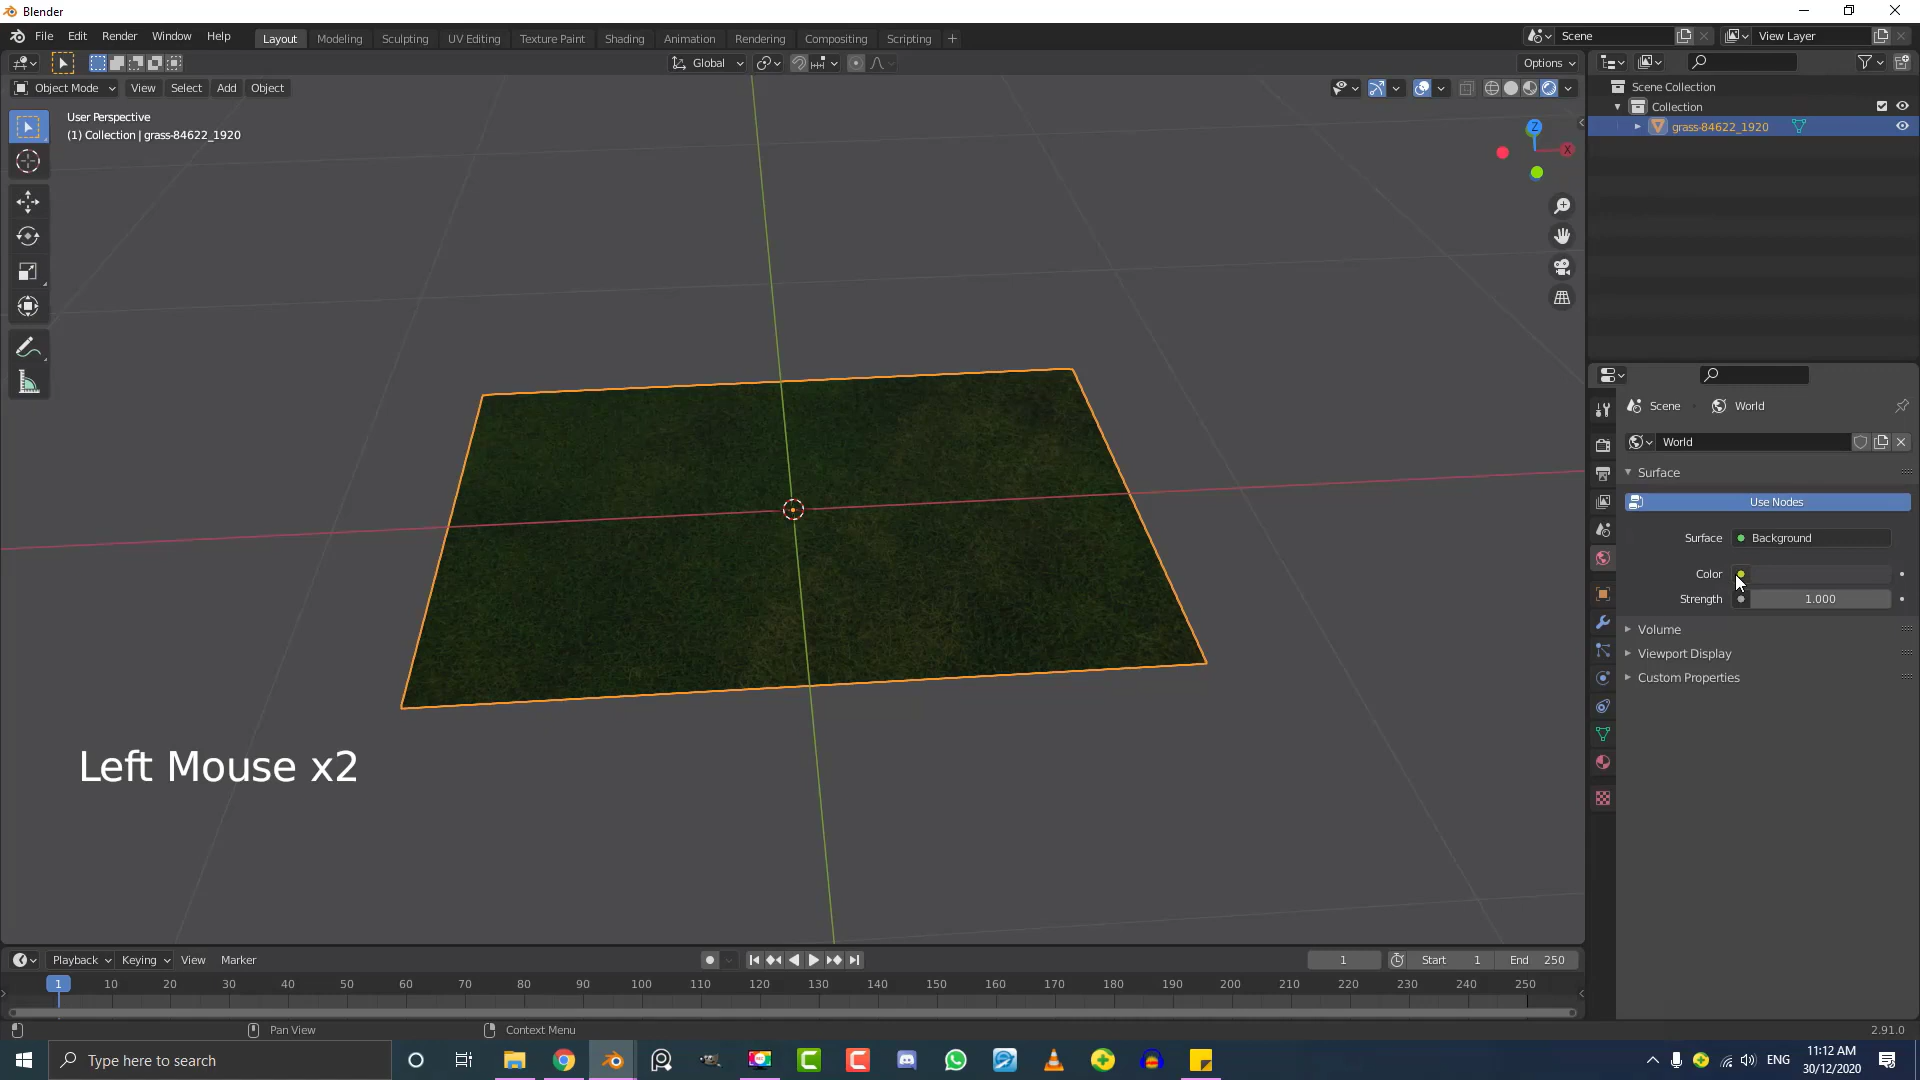 Blender
File Edit Render Window Help
Layout Modeling Sculpting UV Editing Texture Paint Shading Animation Rendering Compositing Scripting +
Scene
View Layer
Global
Options
Object Mode View Select Add Object
User Perspective
(1) Collection | grass-84622_1920
Z
X
Scene Collection
Collection
grass-84622_1920
Scene
World
World
Surface
Use Nodes
Surface
Background
Color
Strength
1.000
Volume
Viewport Display
Custom Properties
Left Mouse x2
Playback Keying View Marker
1
Start 1
End 250
1 10 20 30 40 50 60 70 80 90 100 110 120 130 140 150 160 170 180 190 200 210 220 230 240 250
Pan View
Context Menu
2.91.0
Type here to search
ENG
11:12 AM
30/12/2020